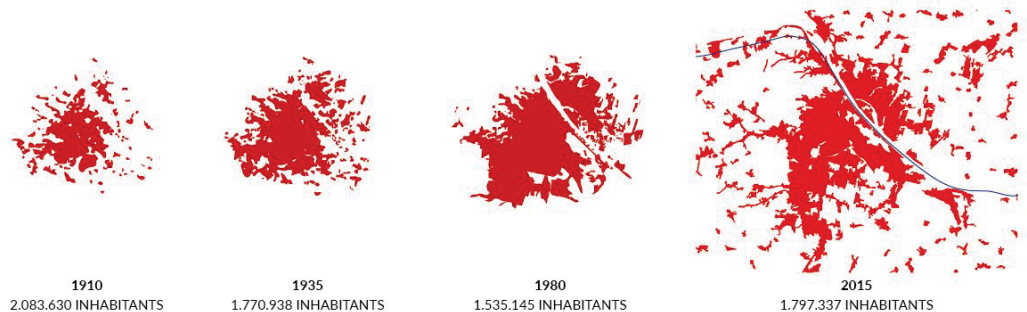 1910
2.083.630 INHABITANTS
1935
1.770.938 INHABITANTS
1980
1.535.145 INHABITANTS
2015
1.797.337 INHABITANTS